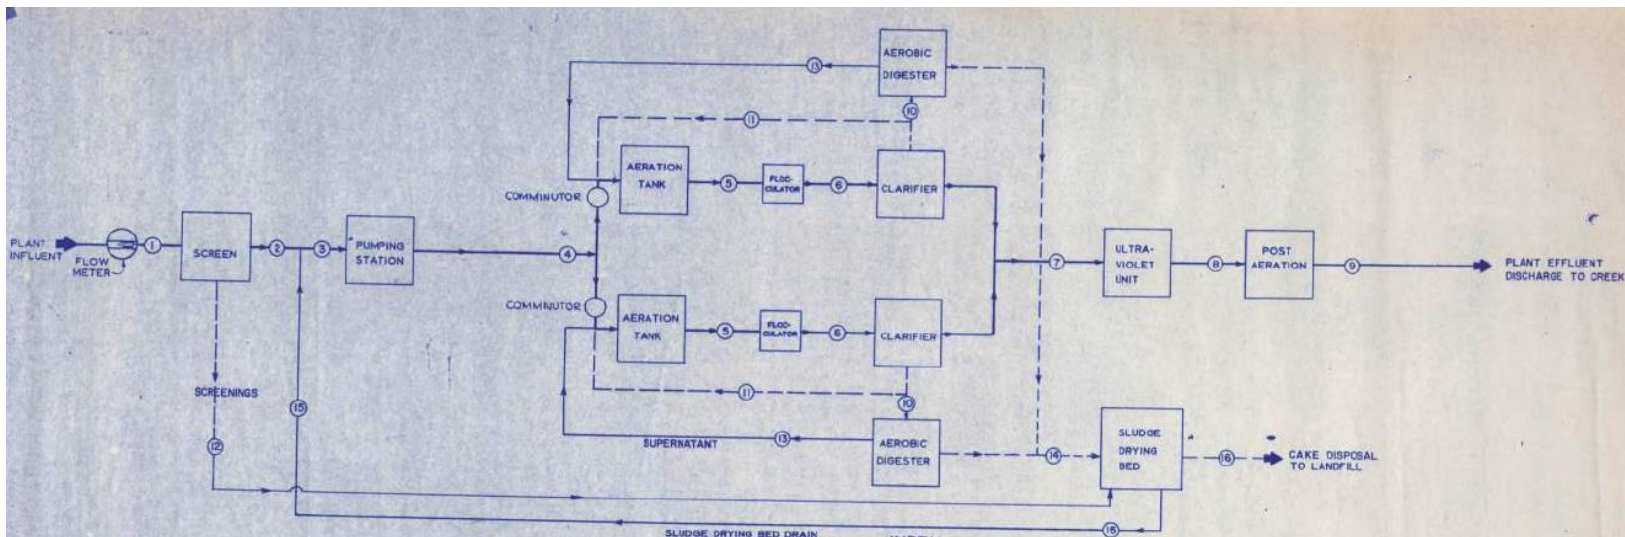 AEROBIC
DIGESTER
13
10
11
AERATION
TANK
5
FLOC-
CULATOR
6
CLARIFIER
COMMINUTOR
PLANT
INFLUENT
FLOW
METER
1
SCREEN
2
3
PUMPING
STATION
4
7
ULTRA-
VIOLET
UNIT
8
POST
AERATION
9
PLANT EFFLUENT
DISCHARGE TO CREEK
COMMINUTOR
AERATION
TANK
5
FLOC-
CULATOR
6
CLARIFIER
SCREENINGS
15
11
10
12
SUPERNATANT
13
AEROBIC
DIGESTER
14
SLUDGE
DRYING
BED
16
CAKE DISPOSAL
TO LANDFILL
15
SLUDGE DRYING BED DRAIN